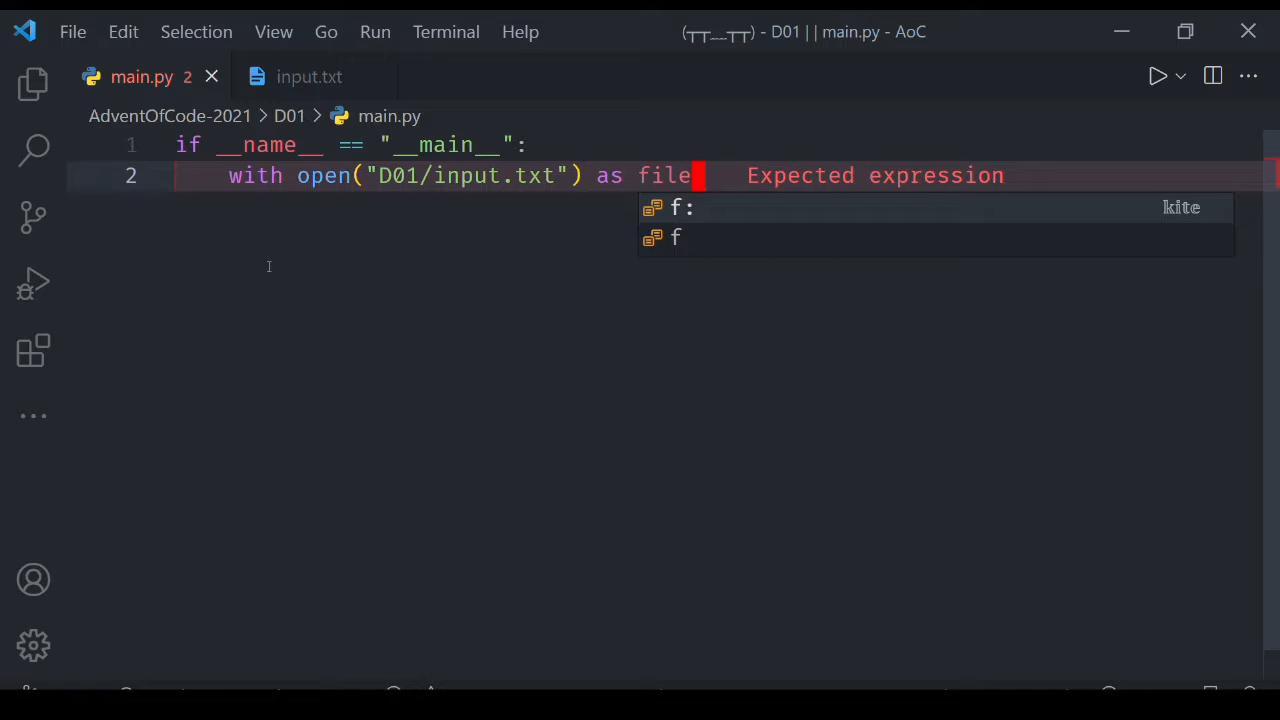 File Edit Selection View Go Run Terminal Help (┬┬﹏┬┬) - D01 | | main.py - AoC
main.py 2 input.txt
AdventOfCode-2021 > D01 > main.py
1 if __name__ == "__main__":
2 with open("D01/input.txt") as file Expected expression
f: kite
f